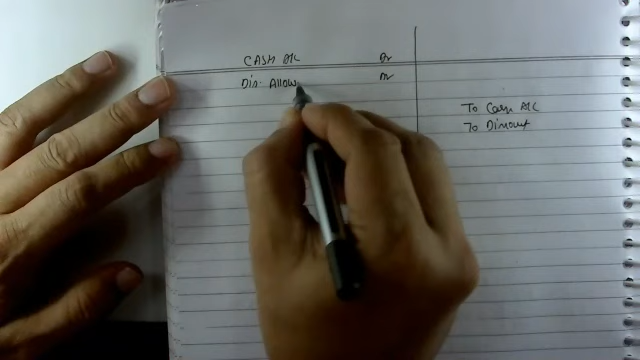 CASH A/C Dr
Dis. Allow Dr
To Cash A/C
To Discount